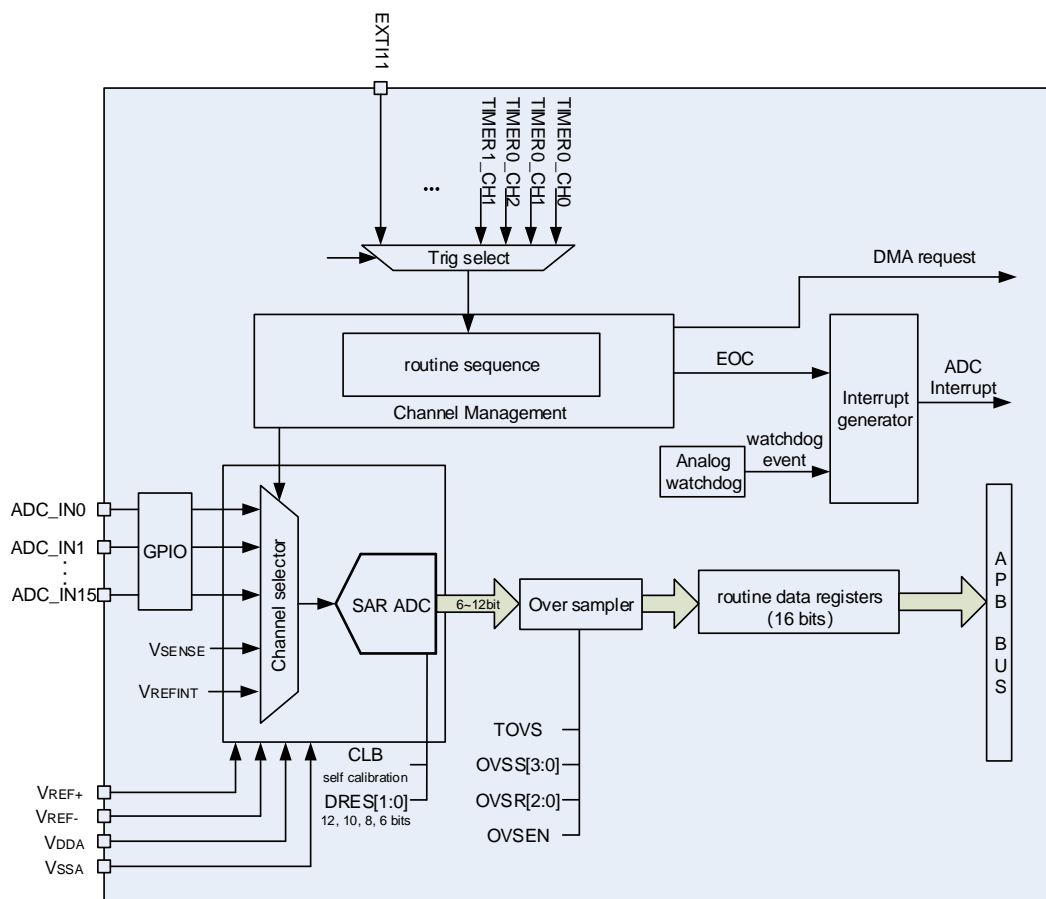 EXTI11
TIMER1_CH1
TIMER0_CH2
TIMER0_CH1
TIMER0_CH0
...
Trig select
DMA request
routine sequence
Channel Management
EOC
Interrupt
generator
ADC
Interrupt
Analog
watchdog
watchdog
event
ADC_IN0
ADC_IN1
ADC_IN15
GPIO
VSENSE
VREFINT
Channel selector
SAR ADC
6~12bit
Over sampler
routine data registers
(16 bits)
APB BUS
CLB
self calibration
DRES[1:0]
12, 10, 8, 6 bits
TOVS
OVSS[3:0]
OVSR[2:0]
OVSEN
VREF+
VREF-
VDDA
VSSA